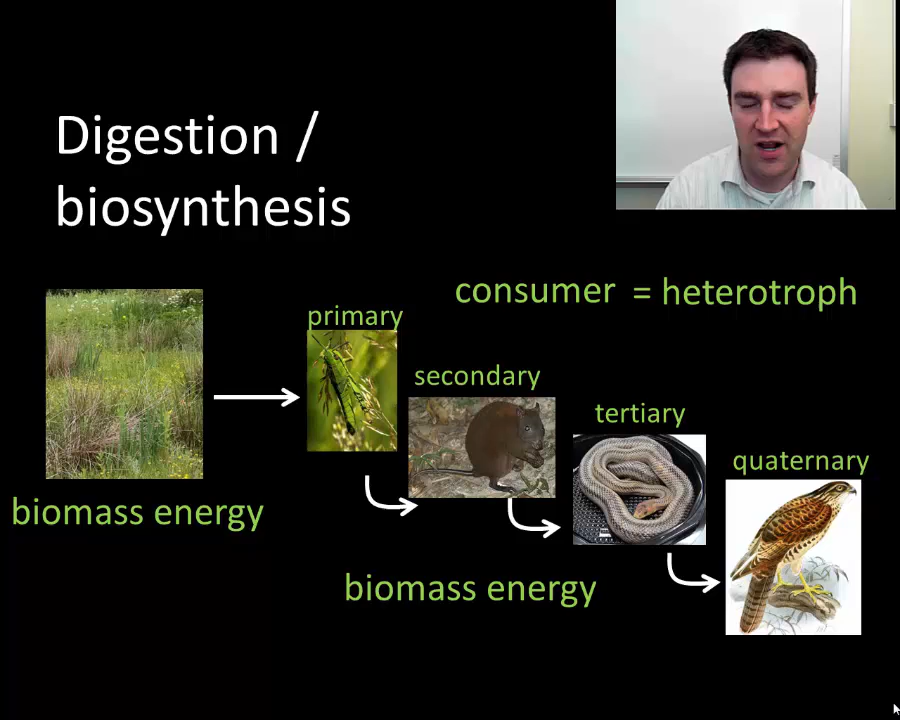 Digestion /
biosynthesis
consumer = heterotroph
primary
secondary
tertiary
quaternary
biomass energy
biomass energy